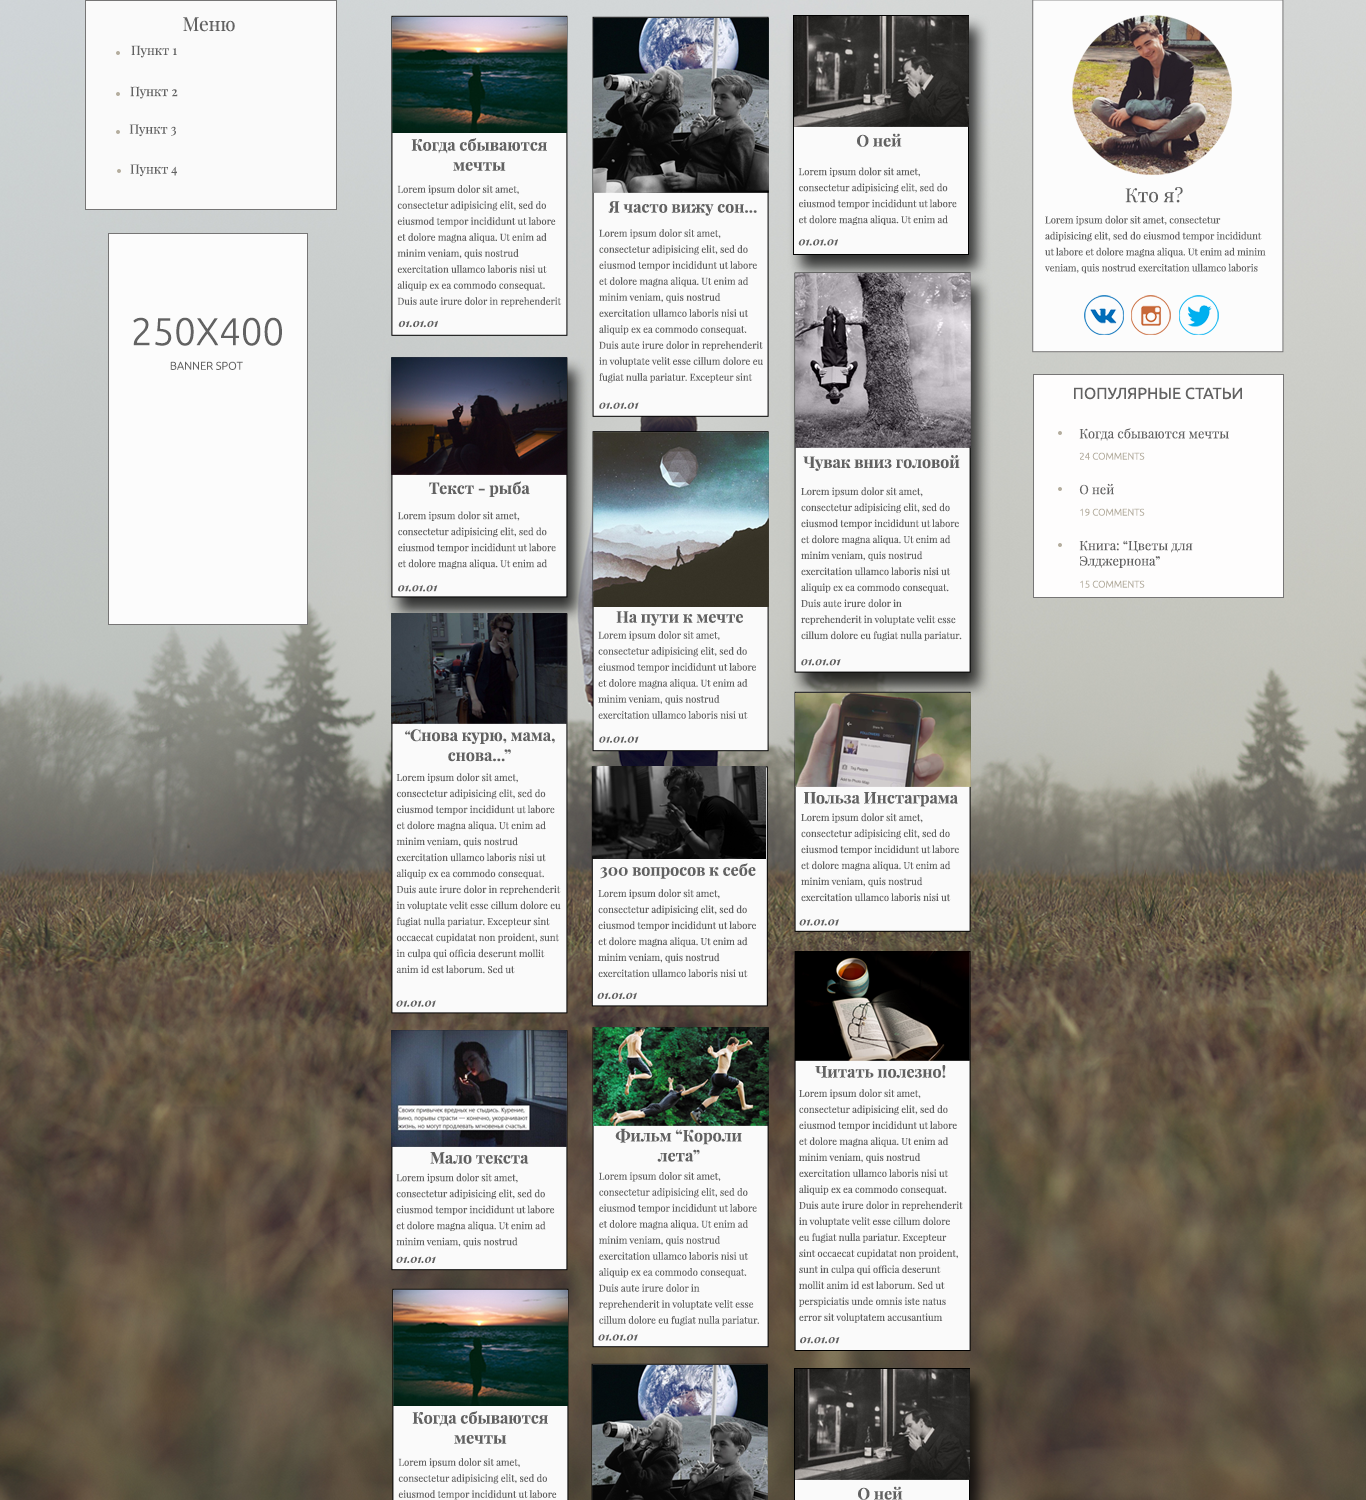 Меню
Пункт 1
Пункт 2
Пункт 3
Пункт 4
250X400
BANNER SPOT
Когда сбываются
мечты
Lorem ipsum dolor sit amet,
consectetur adipisicing elit, sed do
eiusmod tempor incididunt ut labore
et dolore magna aliqua. Ut enim ad
minim veniam, quis nostrud
exercitation ullamco laboris nisi ut
aliquip ex ea commodo consequat.
Duis aute irure dolor in reprehenderit
01.01.01
Текст - рыба
Lorem ipsum dolor sit amet,
consectetur adipisicing elit, sed do
eiusmod tempor incididunt ut labore
et dolore magna aliqua. Ut enim ad
01.01.01
“Снова курю, мама,
снова...”
Lorem ipsum dolor sit amet,
consectetur adipisicing elit, sed do
eiusmod tempor incididunt ut labore
et dolore magna aliqua. Ut enim ad
minim veniam, quis nostrud
exercitation ullamco laboris nisi ut
aliquip ex ea commodo consequat.
Duis aute irure dolor in reprehenderit
in voluptate velit esse cillum dolore eu
fugiat nulla pariatur. Excepteur sint
occaecat cupidatat non proident, sunt
in culpa qui officia deserunt mollit
anim id est laborum. Sed ut
01.01.01
Своих привычек вредных не стыдись. Курение,
вино, порывы страсти — конечно, укорачивают
жизнь, но могут продлевать мгновенья счастья.
Мало текста
Lorem ipsum dolor sit amet,
consectetur adipisicing elit, sed do
eiusmod tempor incididunt ut labore
et dolore magna aliqua. Ut enim ad
minim veniam, quis nostrud
01.01.01
Когда сбываются
мечты
Lorem ipsum dolor sit amet,
consectetur adipisicing elit, sed do
eiusmod tempor incididunt ut labore
Я часто вижу сон...
Lorem ipsum dolor sit amet,
consectetur adipisicing elit, sed do
eiusmod tempor incididunt ut labore
et dolore magna aliqua. Ut enim ad
minim veniam, quis nostrud
exercitation ullamco laboris nisi ut
aliquip ex ea commodo consequat.
Duis aute irure dolor in reprehenderit
in voluptate velit esse cillum dolore eu
fugiat nulla pariatur. Excepteur sint
01.01.01
На пути к мечте
Lorem ipsum dolor sit amet,
consectetur adipisicing elit, sed do
eiusmod tempor incididunt ut labore
et dolore magna aliqua. Ut enim ad
minim veniam, quis nostrud
exercitation ullamco laboris nisi ut
01.01.01
300 вопросов к себе
Lorem ipsum dolor sit amet,
consectetur adipisicing elit, sed do
eiusmod tempor incididunt ut labore
et dolore magna aliqua. Ut enim ad
minim veniam, quis nostrud
exercitation ullamco laboris nisi ut
01.01.01
Фильм “Короли
лета”
Lorem ipsum dolor sit amet,
consectetur adipisicing elit, sed do
eiusmod tempor incididunt ut labore
et dolore magna aliqua. Ut enim ad
minim veniam, quis nostrud
exercitation ullamco laboris nisi ut
aliquip ex ea commodo consequat.
Duis aute irure dolor in
reprehenderit in voluptate velit esse
cillum dolore eu fugiat nulla pariatur.
01.01.01
О ней
Lorem ipsum dolor sit amet,
consectetur adipisicing elit, sed do
eiusmod tempor incididunt ut labore
et dolore magna aliqua. Ut enim ad
01.01.01
Чувак вниз головой
Lorem ipsum dolor sit amet,
consectetur adipisicing elit, sed do
eiusmod tempor incididunt ut labore
et dolore magna aliqua. Ut enim ad
minim veniam, quis nostrud
exercitation ullamco laboris nisi ut
aliquip ex ea commodo consequat.
Duis aute irure dolor in
reprehenderit in voluptate velit esse
cillum dolore eu fugiat nulla pariatur.
01.01.01
Польза Инстаграма
Lorem ipsum dolor sit amet,
consectetur adipisicing elit, sed do
eiusmod tempor incididunt ut labore
et dolore magna aliqua. Ut enim ad
minim veniam, quis nostrud
exercitation ullamco laboris nisi ut
01.01.01
Читать полезно!
Lorem ipsum dolor sit amet,
consectetur adipisicing elit, sed do
eiusmod tempor incididunt ut labore
et dolore magna aliqua. Ut enim ad
minim veniam, quis nostrud
exercitation ullamco laboris nisi ut
aliquip ex ea commodo consequat.
Duis aute irure dolor in reprehenderit
in voluptate velit esse cillum dolore
eu fugiat nulla pariatur. Excepteur
sint occaecat cupidatat non proident,
sunt in culpa qui officia deserunt
mollit anim id est laborum. Sed ut
perspiciatis unde omnis iste natus
error sit voluptatem accusantium
01.01.01
О ней
Кто я?
Lorem ipsum dolor sit amet, consectetur
adipisicing elit, sed do eiusmod tempor incididunt
ut labore et dolore magna aliqua. Ut enim ad minim
veniam, quis nostrud exercitation ullamco laboris
ПОПУЛЯРНЫЕ СТАТЬИ
Когда сбываются мечты
24 COMMENTS
О ней
19 COMMENTS
Книга: “Цветы для
Элджернона”
15 COMMENTS